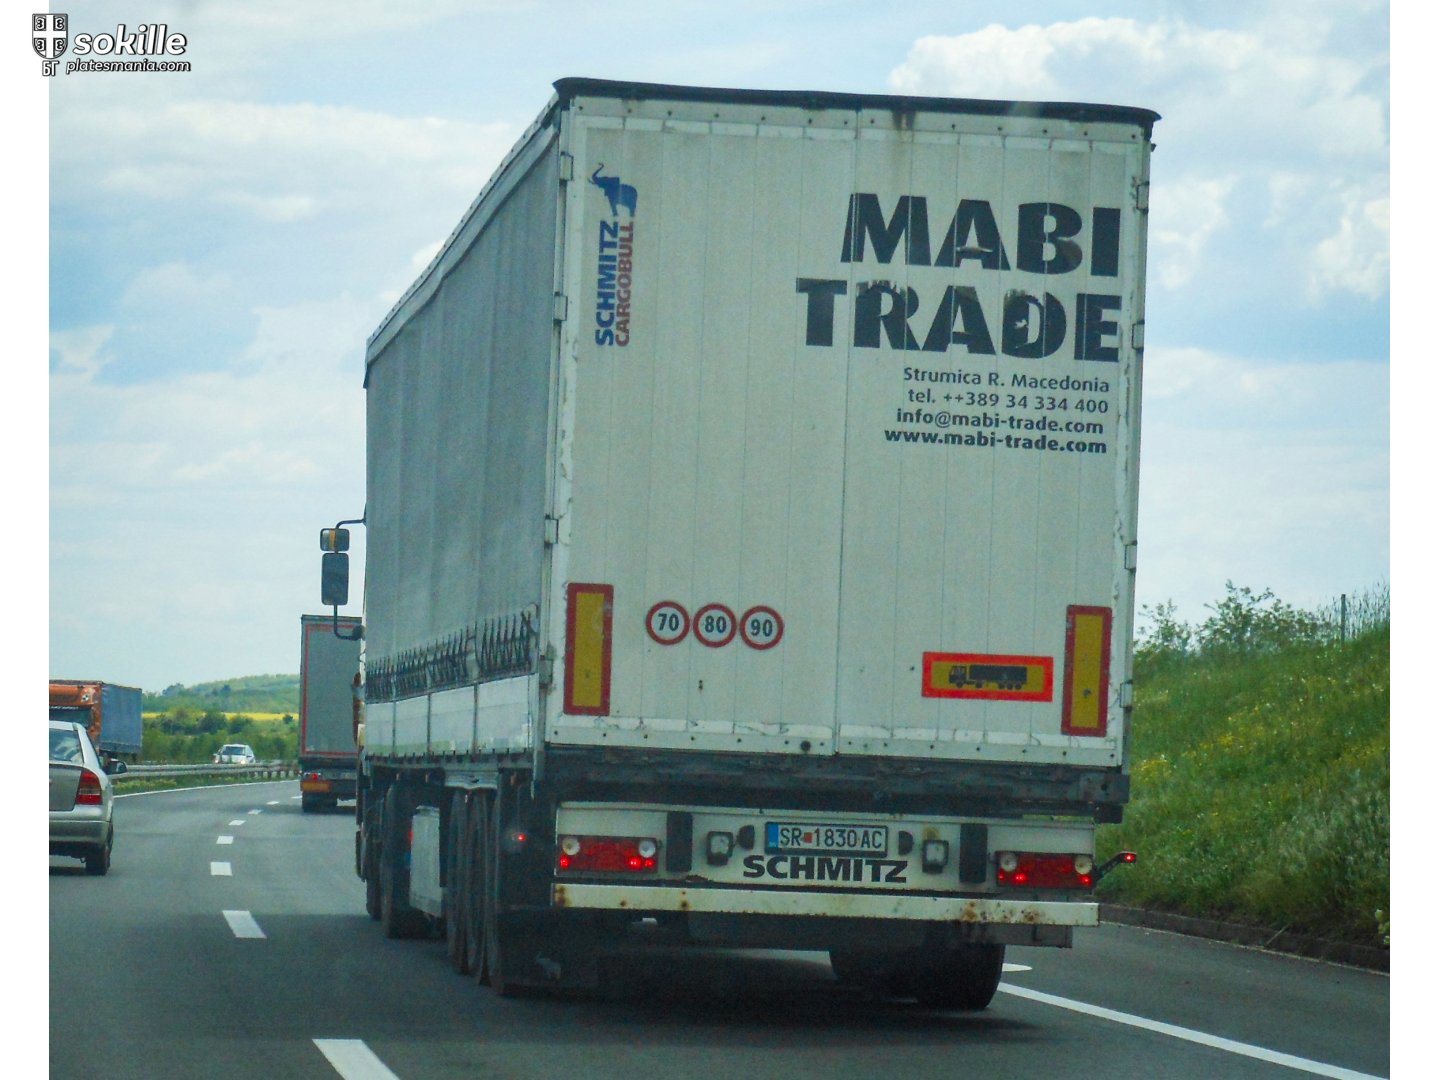 sokille
БГ platesmania.com
SCHMITZ
CARGOBULL
MABI
TRADE
Strumica R. Macedonia
tel. ++389 34 334 400
info@mabi-trade.com
www.mabi-trade.com
70 80 90
SR 1830 AC
SCHMITZ